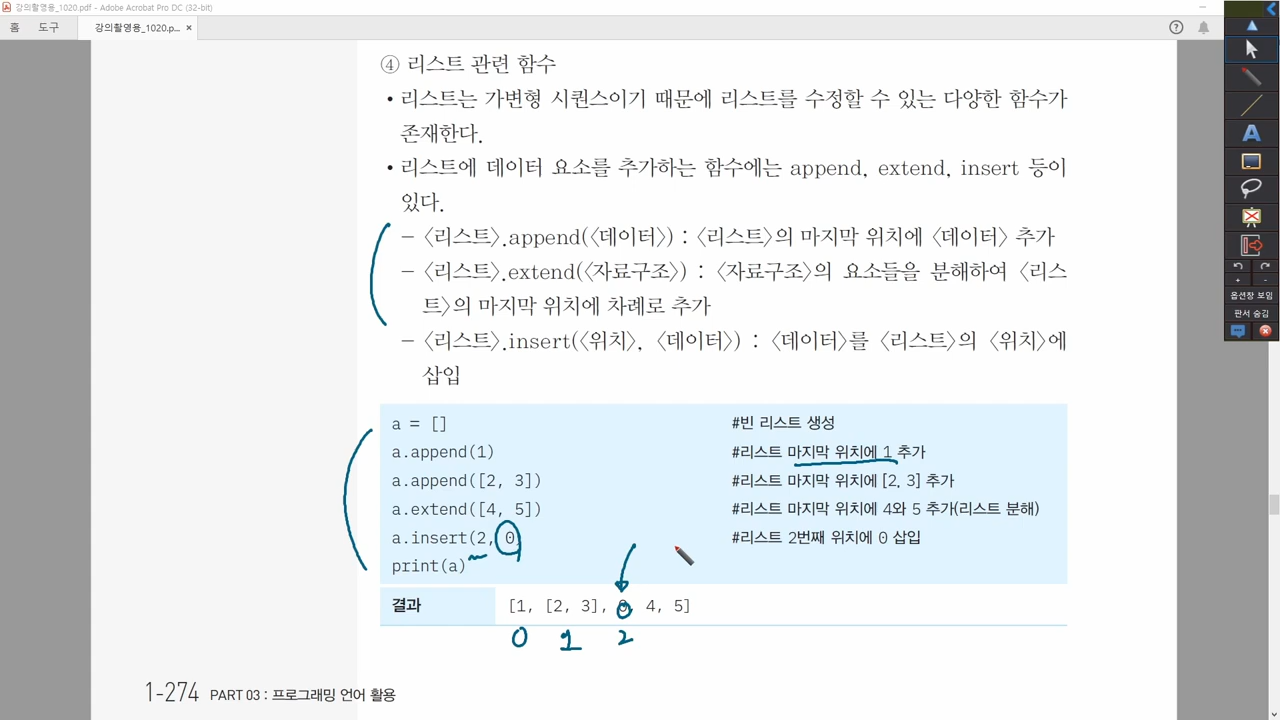 강의촬영용_1020.pdf - Adobe Acrobat Pro DC (32-bit)
홈 도구 강의촬영용_1020.p... ×
④ 리스트 관련 함수
• 리스트는 가변형 시퀀스이기 때문에 리스트를 수정할 수 있는 다양한 함수가
존재한다.
• 리스트에 데이터 요소를 추가하는 함수에는 append, extend, insert 등이
있다.
- 〈리스트〉.append(〈데이터〉) : 〈리스트〉의 마지막 위치에 〈데이터〉 추가
- 〈리스트〉.extend(〈자료구조〉) : 〈자료구조〉의 요소들을 분해하여 〈리스
트〉의 마지막 위치에 차례로 추가
- 〈리스트〉.insert(〈위치〉, 〈데이터〉) : 〈데이터〉를 〈리스트〉의 〈위치〉에
삽입
a = [] #빈 리스트 생성
a.append(1) #리스트 마지막 위치에 1 추가
a.append([2, 3]) #리스트 마지막 위치에 [2, 3] 추가
a.extend([4, 5]) #리스트 마지막 위치에 4와 5 추가(리스트 분해)
a.insert(2, 0) #리스트 2번째 위치에 0 삽입
print(a)
결과 [1, [2, 3], 0, 4, 5]
0 1 2
1-274 PART 03 : 프로그래밍 언어 활용
A
옵션장 보임
판서 숨김